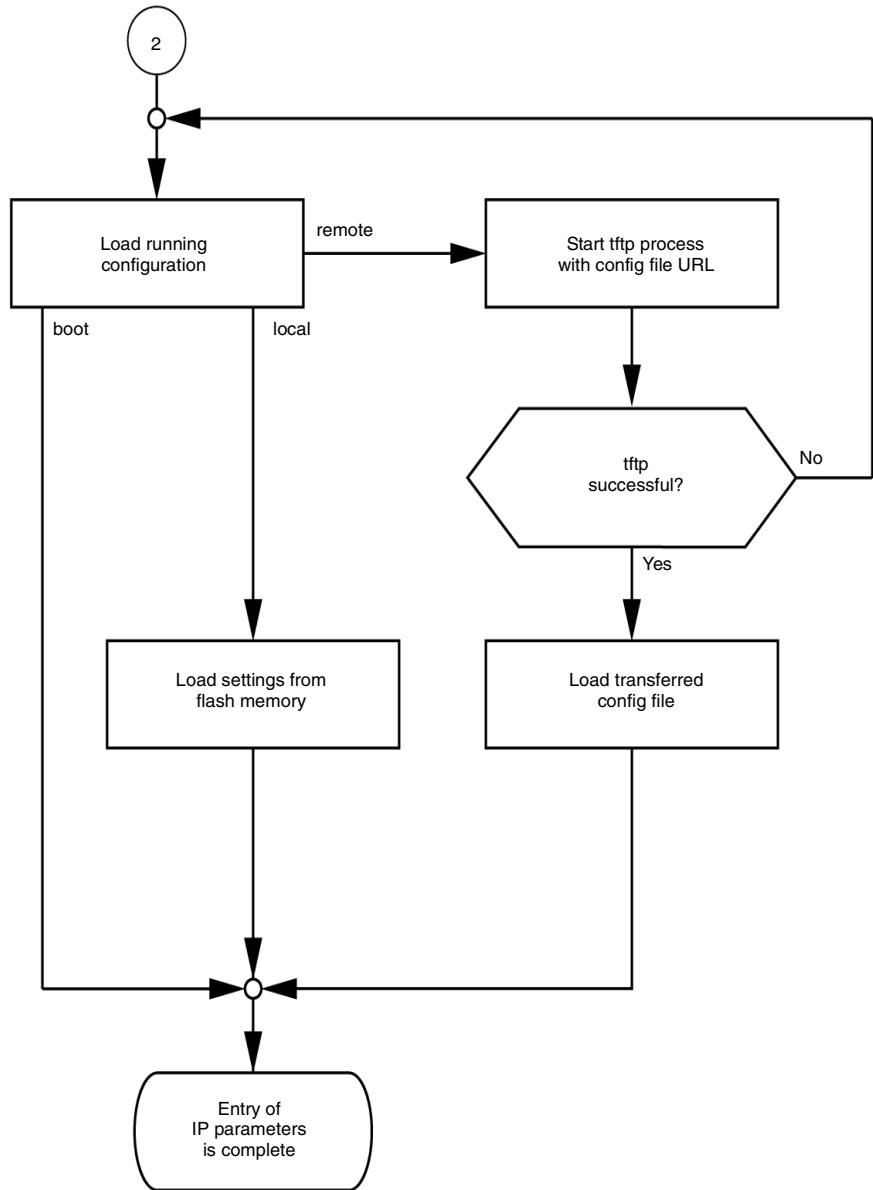 2
Load running
configuration
remote
Start tftp process
with config file URL
boot
local
tftp
successful?
No
Yes
Load settings from
flash memory
Load transferred
config file
Entry of
IP parameters
is complete